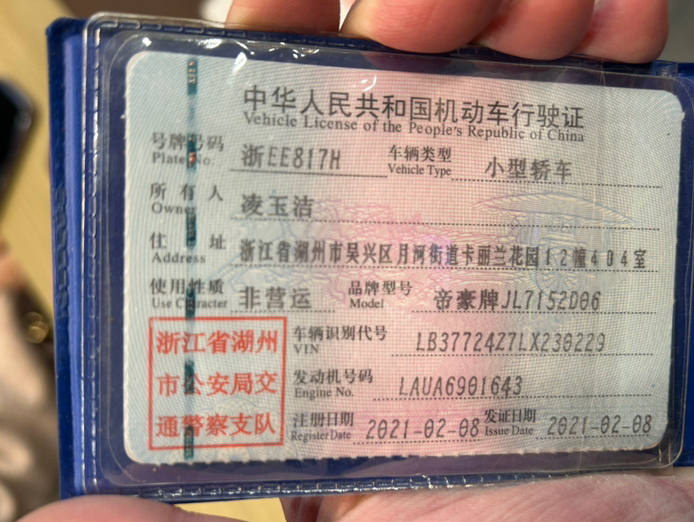 中华人民共和国机动车行驶证
Vehicle License of the People's Republic of China
号牌号码 浙EE817H 车辆类型 小型轿车
Plate No. Vehicle Type
所有人 凌玉洁
Owner
住址 浙江省湖州市吴兴区月河街道卡丽兰花园12幢404室
Address
使用性质 非营运 品牌型号 帝豪牌JL7152D06
Use Character Model
浙江省湖州
市公安局交
通警察支队
车辆识别代号 LB37724Z7LX230229
VIN
发动机号码 LAUA6901643
Engine No.
注册日期 2021-02-08 发证日期 2021-02-08
Register Date Issue Date